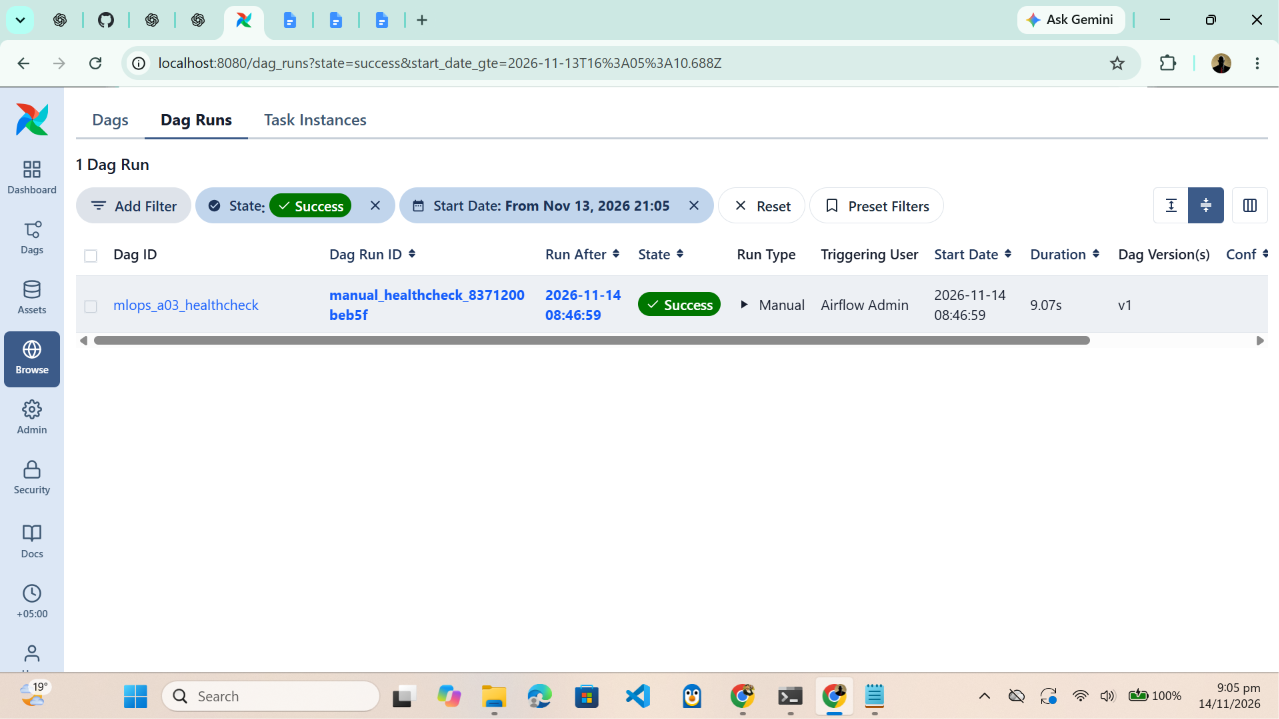 Ask Gemini
localhost:8080/dag_runs?state=success&start_date_gte=2026-11-13T16%3A05%3A10.688Z
Dags
Dag Runs
Task Instances
1 Dag Run
Add Filter
State: Success
Start Date: From Nov 13, 2026 21:05
Reset
Preset Filters
Dag ID
Dag Run ID
Run After
State
Run Type
Triggering User
Start Date
Duration
Dag Version(s)
Conf
mlops_a03_healthcheck
manual_healthcheck_8371200
beb5f
2026-11-14
08:46:59
Success
Manual
Airflow Admin
2026-11-14
08:46:59
9.07s
v1
Dashboard
Dags
Assets
Browse
Admin
Security
Docs
+05:00
19°
Search
100%
9:05 pm
14/11/2026